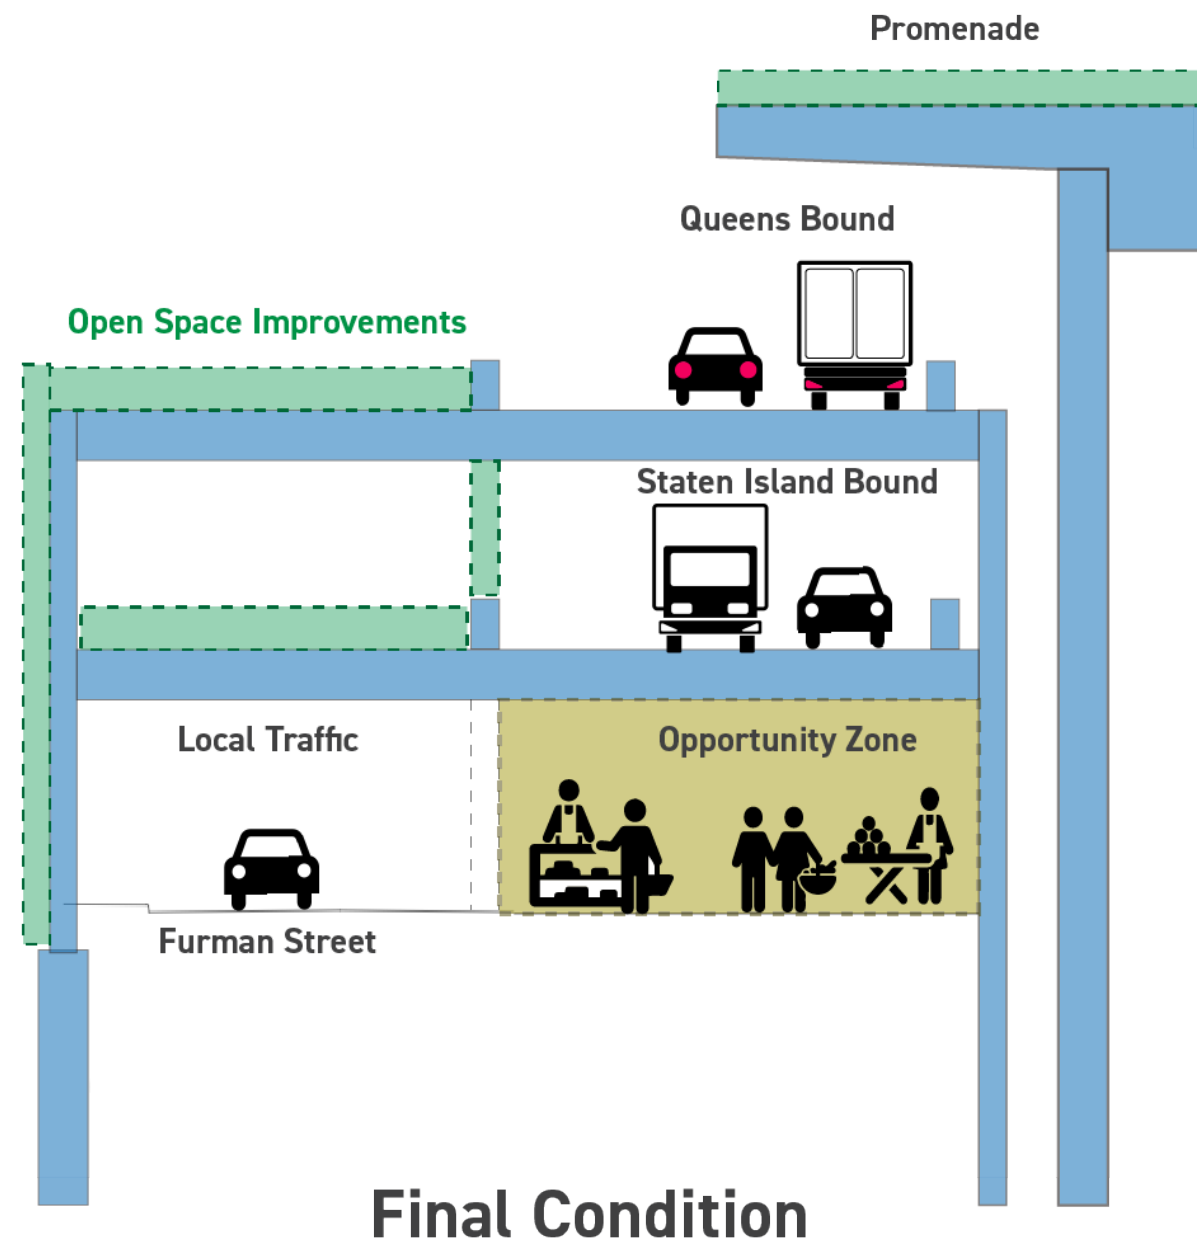 Promenade
Queens Bound
Open Space Improvements
Staten Island Bound
Local Traffic
Opportunity Zone
Furman Street
Final Condition